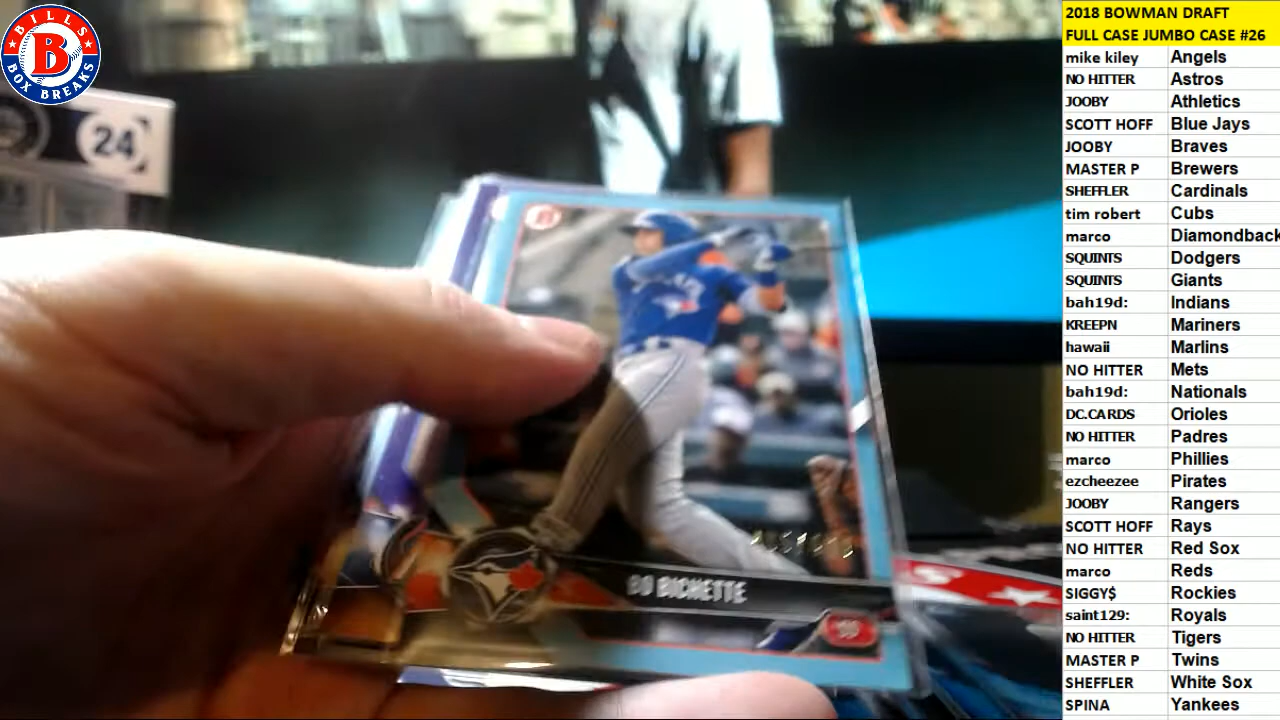 BILLS
B
BOX BREAKS
24
B
BO BICHETTE
2018 BOWMAN DRAFT
FULL CASE JUMBO CASE #26
mike kiley Angels
NO HITTER Astros
JOOBY Athletics
SCOTT HOFF Blue Jays
JOOBY Braves
MASTER P Brewers
SHEFFLER Cardinals
tim robert Cubs
marco Diamondback
SQUINTS Dodgers
SQUINTS Giants
bah19d: Indians
KREEPN Mariners
hawaii Marlins
NO HITTER Mets
bah19d: Nationals
DC.CARDS Orioles
NO HITTER Padres
marco Phillies
ezcheezee Pirates
JOOBY Rangers
SCOTT HOFF Rays
NO HITTER Red Sox
marco Reds
SIGGY$ Rockies
saint129: Royals
NO HITTER Tigers
MASTER P Twins
SHEFFLER White Sox
SPINA Yankees